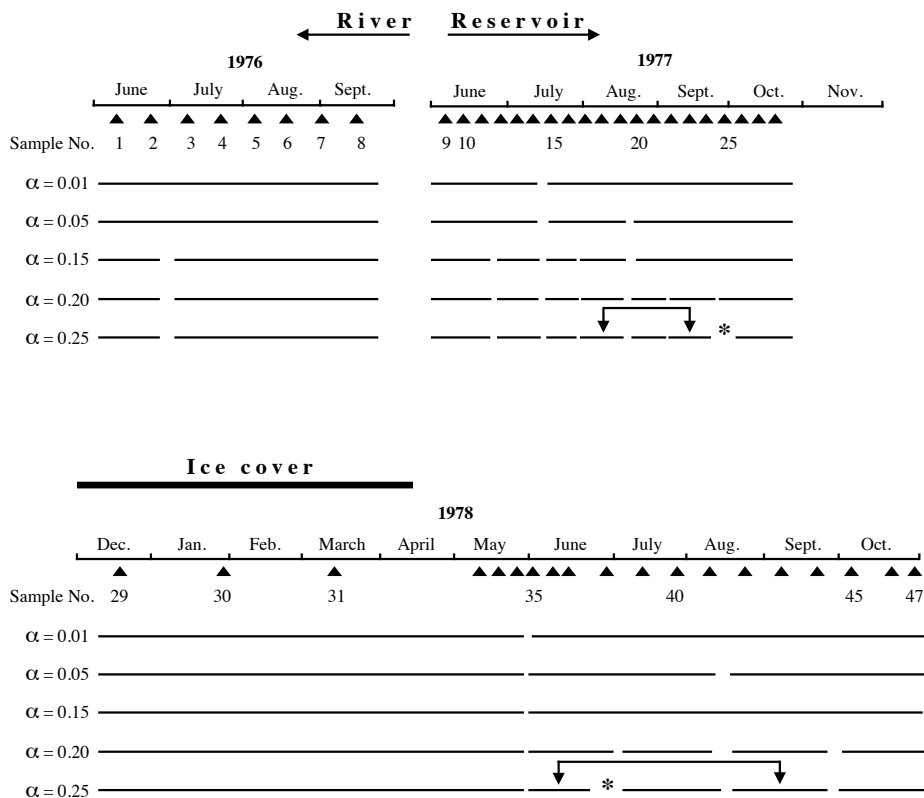 River Reservoir
1976 1977
June July Aug. Sept. June July Aug. Sept. Oct. Nov.
Sample No. 1 2 3 4 5 6 7 8 9 10 15 20 25
α = 0.01
α = 0.05
α = 0.15
α = 0.20
α = 0.25 *
Ice cover
1978
Dec. Jan. Feb. March April May June July Aug. Sept. Oct.
Sample No. 29 30 31 35 40 45 47
α = 0.01
α = 0.05
α = 0.15
α = 0.20
α = 0.25 *